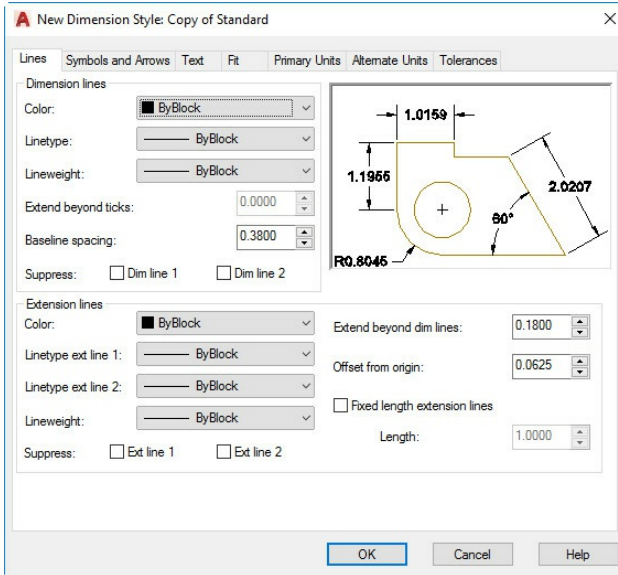 A New Dimension Style: Copy of Standard
Lines Symbols and Arrows Text Fit Primary Units Alternate Units Tolerances
Dimension lines
Color: ByBlock
Linetype: ByBlock
Lineweight: ByBlock
Extend beyond ticks: 0.0000
Baseline spacing: 0.3800
Suppress: Dim line 1 Dim line 2
1.0159
1.1955
2.0207
60°
R0.8045
Extension lines
Color: ByBlock
Linetype ext line 1: ByBlock
Linetype ext line 2: ByBlock
Lineweight: ByBlock
Suppress: Ext line 1 Ext line 2
Extend beyond dim lines: 0.1800
Offset from origin: 0.0625
Fixed length extension lines
Length: 1.0000
OK Cancel Help